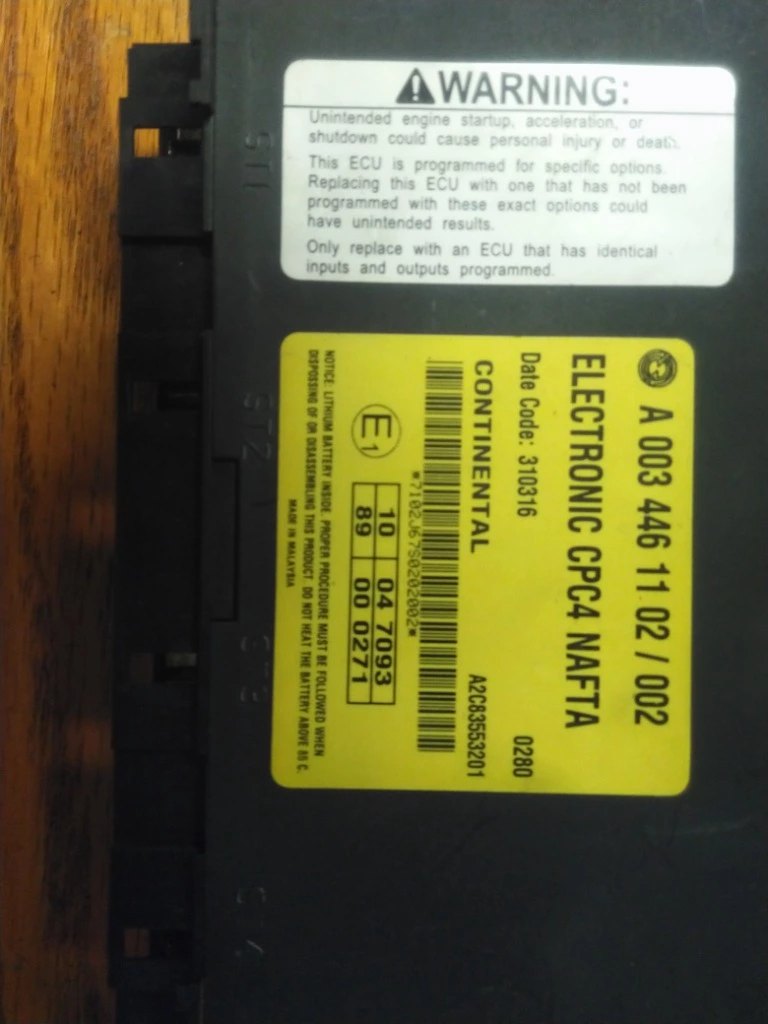 WARNING:
Unintended engine startup, acceleration, or
shutdown could cause personal injury or death.
This ECU is programmed for specific options.
Replacing this ECU with one that has not been
programmed with these exact options could
have unintended results.
Only replace with an ECU that has identical
inputs and outputs programmed.
A 003 446 11 02 / 002
ELECTRONIC CPC4 NAFTA
Date Code: 310316 0280
CONTINENTAL A2C83553201
*7102J67S0202002*
E1
10 04 7093
89 00 0271
NOTICE: LITHIUM BATTERY INSIDE. PROPER PROCEDURE MUST BE FOLLOWED WHEN
DISPOSSING OF OR DISASSEMBLING THIS PRODUCT. DO NOT HEAT THE BATTERY ABOVE 85 C.
MADE IN MALAYSIA
ST1
ST2
ST3
ST4